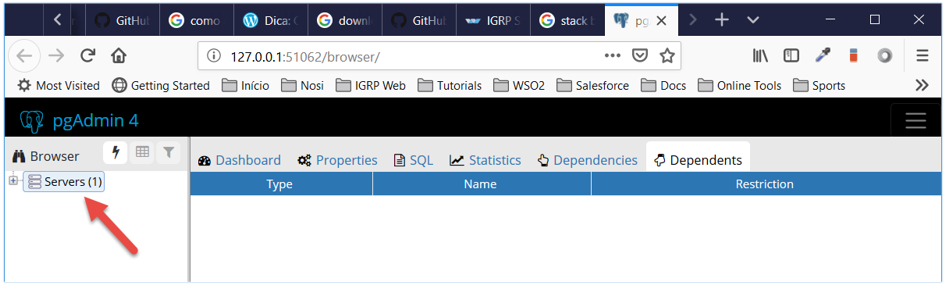 GitHub
como
Dica: C
downl
GitHub
IGRP S
stack b
pg
127.0.0.1:51062/browser/
Most Visited Getting Started Início Nosi IGRP Web Tutorials WSO2 Salesforce Docs Online Tools Sports
pgAdmin 4
Browser
Dashboard Properties SQL Statistics Dependencies Dependents
Servers (1)
Type Name Restriction